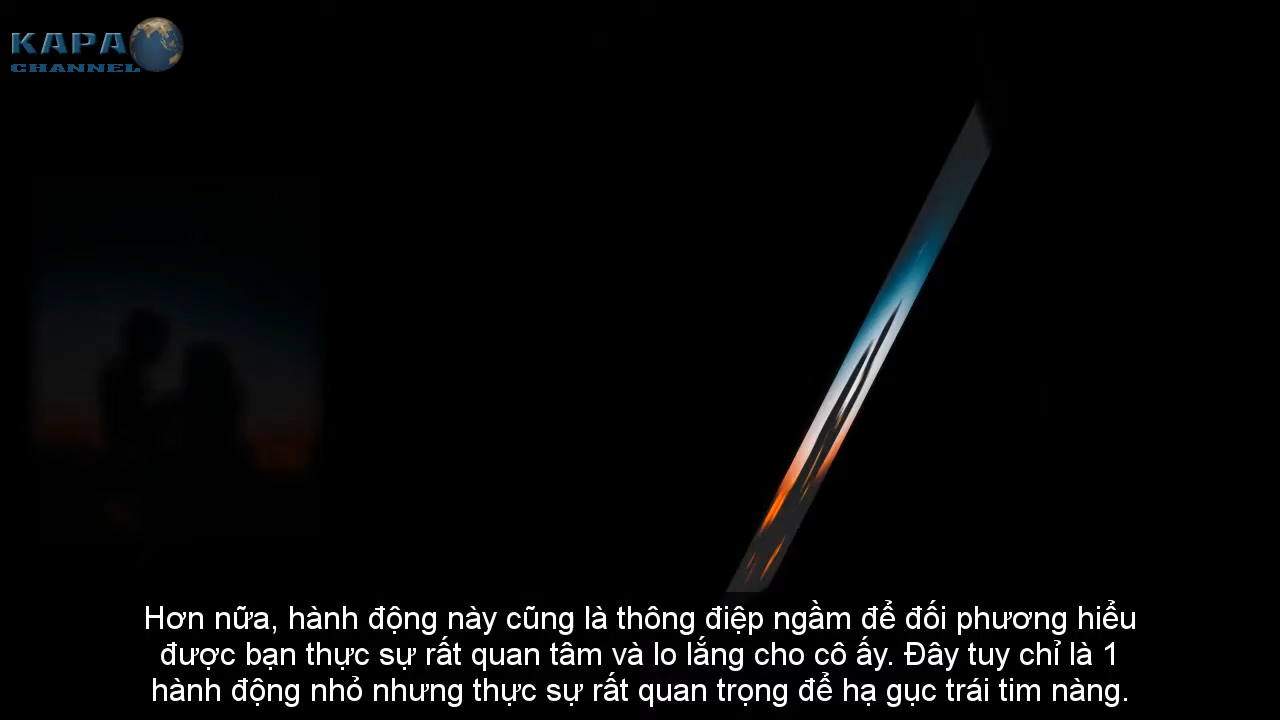 KAPA
CHANNEL
Hơn nữa, hành động này cũng là thông điệp ngầm để đối phương hiểu
được bạn thực sự rất quan tâm và lo lắng cho cô ấy. Đây tuy chỉ là 1
hành động nhỏ nhưng thực sự rất quan trọng để hạ gục trái tim nàng.